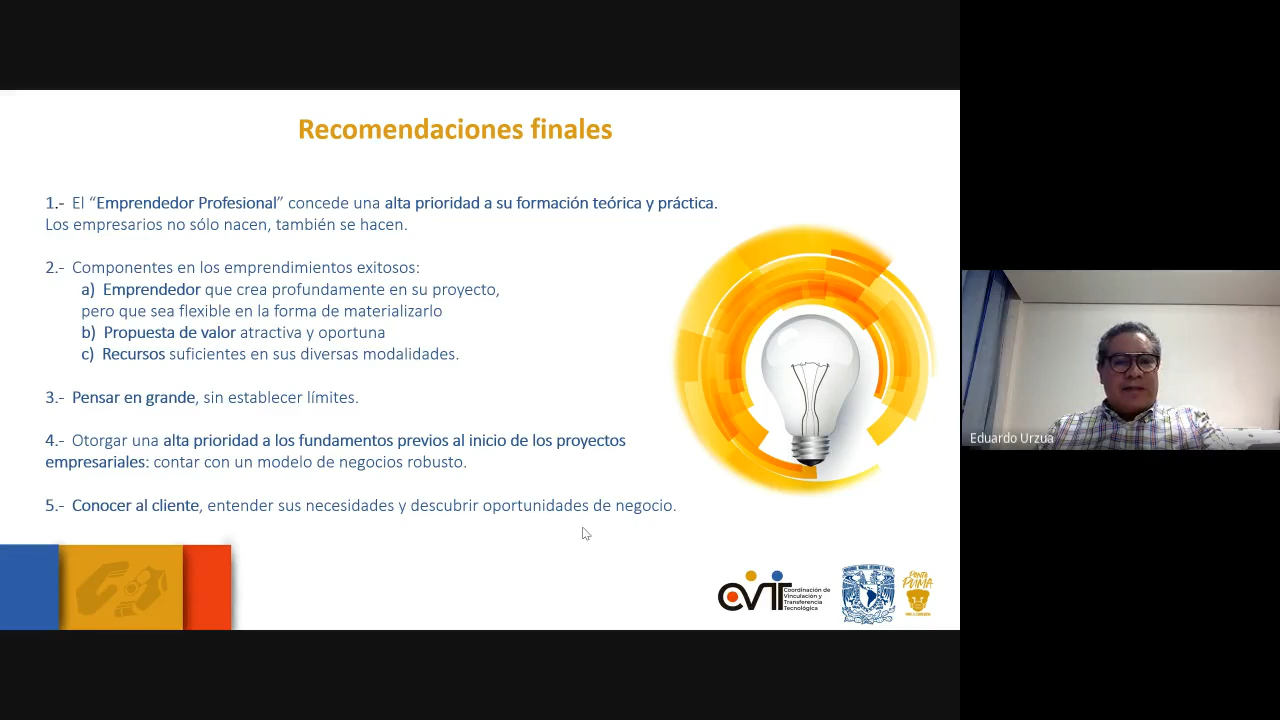 Recomendaciones finales
1.- El “Emprendedor Profesional” concede una alta prioridad a su formación teórica y práctica.
Los empresarios no sólo nacen, también se hacen.
2.- Componentes en los emprendimientos exitosos:
a) Emprendedor que crea profundamente en su proyecto,
pero que sea flexible en la forma de materializarlo
b) Propuesta de valor atractiva y oportuna
c) Recursos suficientes en sus diversas modalidades.
3.- Pensar en grande, sin establecer límites.
4.- Otorgar una alta prioridad a los fundamentos previos al inicio de los proyectos
empresariales: contar con un modelo de negocios robusto.
5.- Conocer al cliente, entender sus necesidades y descubrir oportunidades de negocio.
CVTT
Coordinación de
Vinculación y
Transferencia
Tecnológica
PONTE
PUMA
Eduardo Urzua